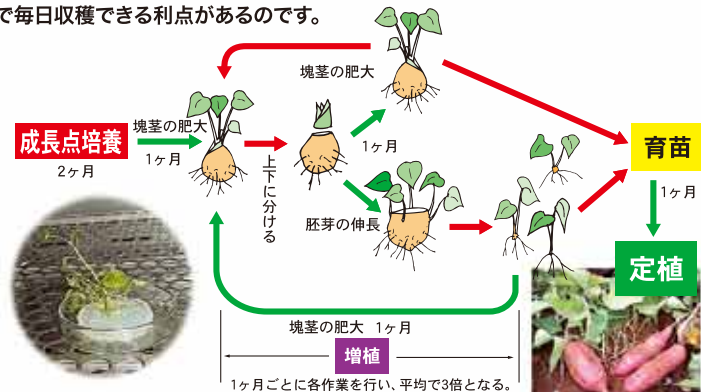 で毎日収穫できる利点があるのです。
塊茎の肥大
成長点培養
2ヶ月
塊茎の肥大
1ヶ月
上下に分ける
1ヶ月
胚芽の伸長
育苗
1ヶ月
定植
塊茎の肥大 1ヶ月
増植
1ヶ月ごとに各作業を行い、平均で3倍となる。